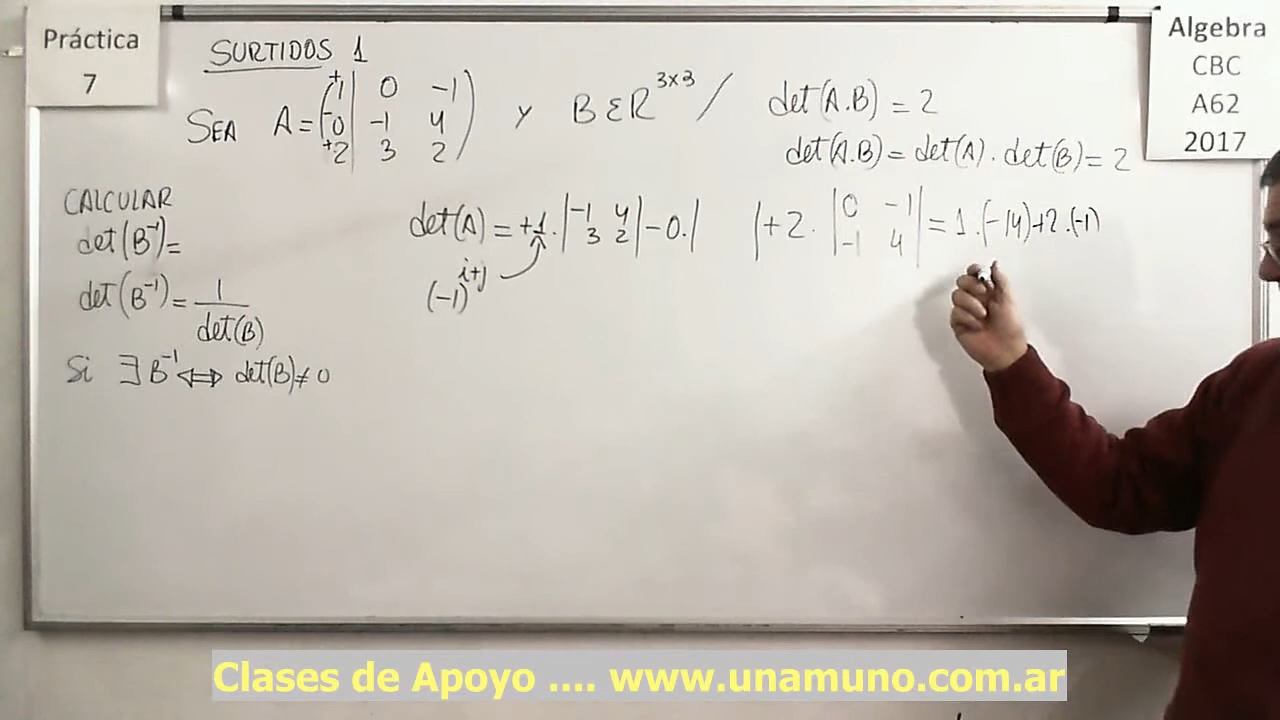 Práctica
7
Algebra
CBC
A62
2017
SURTIDOS 1
SEA A = (+1 | 0 -1) Y B ∈ R^3x3 / det(A.B) = 2
-0 | -1 4
+2 | 3 2
det(A.B) = det(A) . det(B) = 2
CALCULAR
det(B^-1) =
det(B^-1) = 1/det(B)
Si ∃ B^-1 ⟺ det(B) ≠ 0
det(A) = +1 . |-1 4; 3 2| - 0 . |   | + 2 . |0 -1; -1 4| = 1 . (-14) + 2 . (-1)
(-1)^i+j
Clases de Apoyo .... www.unamuno.com.ar